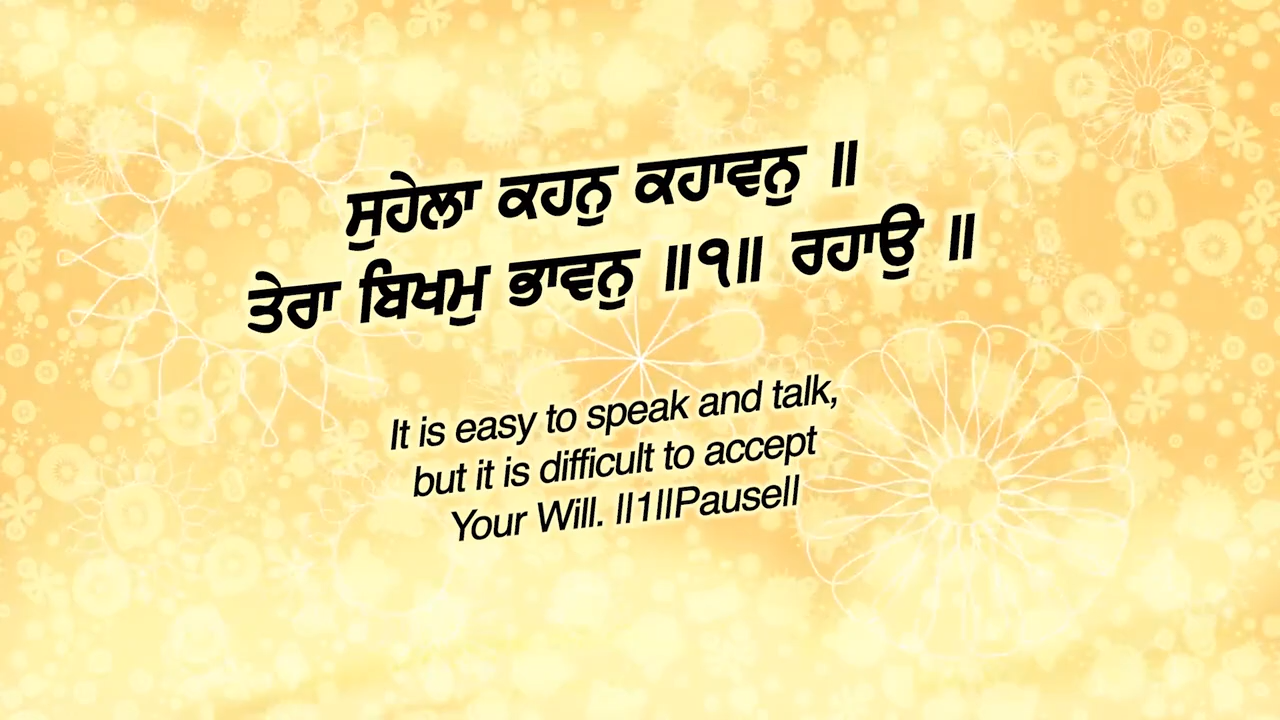 ਸੁਹੇਲਾ ਕਹਨੁ ਕਹਾਵਨੁ ॥
ਤੇਰਾ ਬਿਖਮੁ ਭਾਵਨੁ ॥੧॥ ਰਹਾਉ ॥
It is easy to speak and talk,
but it is difficult to accept
Your Will. ||1||Pause||